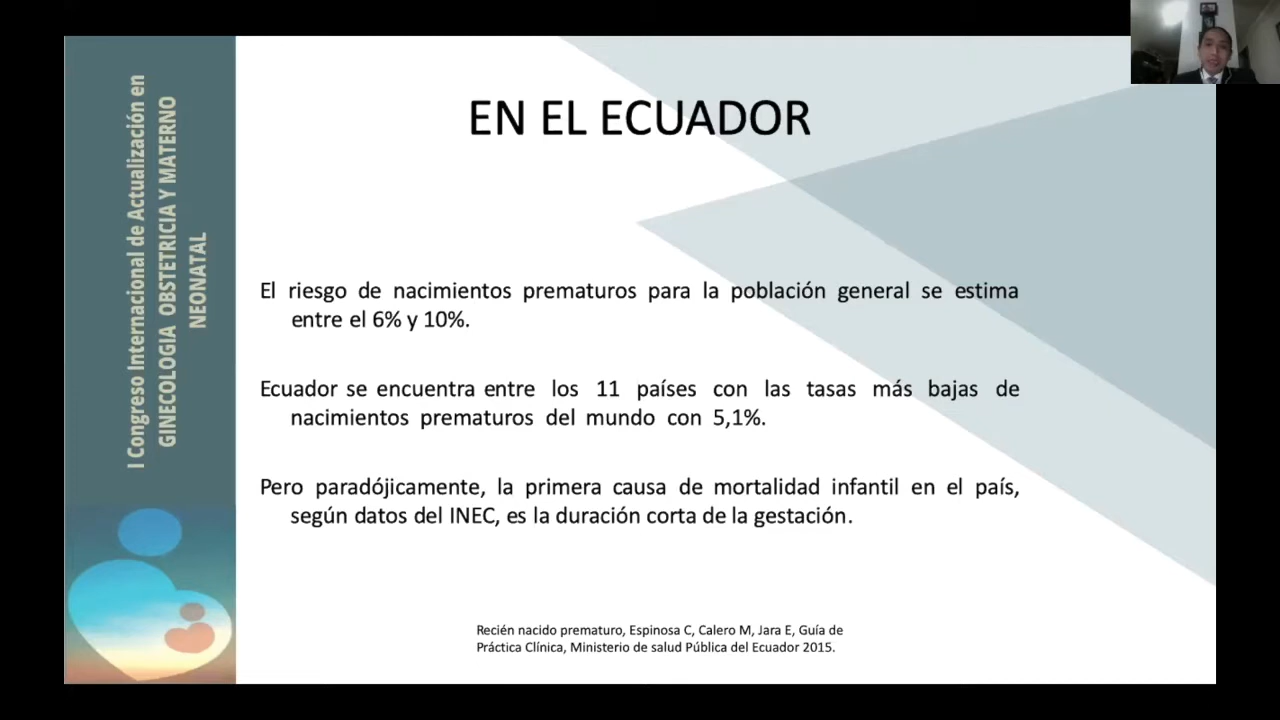 I Congreso Internacional de Actualización en
GINECOLOGIA OBSTETRICIA Y MATERNO
NEONATAL
EN EL ECUADOR
El riesgo de nacimientos prematuros para la población general se estima
entre el 6% y 10%.
Ecuador se encuentra entre los 11 países con las tasas más bajas de
nacimientos prematuros del mundo con 5,1%.
Pero paradójicamente, la primera causa de mortalidad infantil en el país,
según datos del INEC, es la duración corta de la gestación.
Recién nacido prematuro, Espinosa C, Calero M, Jara E, Guía de
Práctica Clínica, Ministerio de salud Pública del Ecuador 2015.